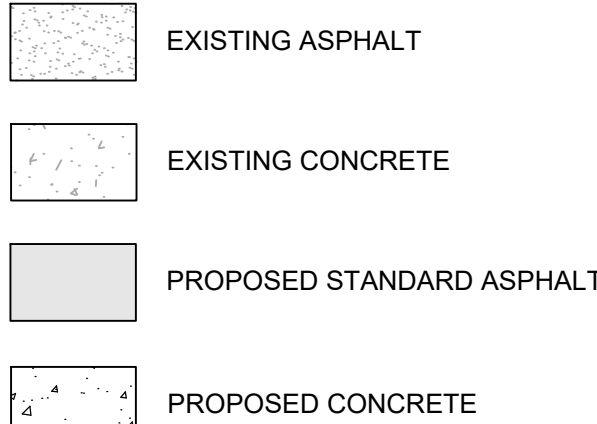 EXISTING ASPHALT
EXISTING CONCRETE
PROPOSED STANDARD ASPHALT
PROPOSED CONCRETE